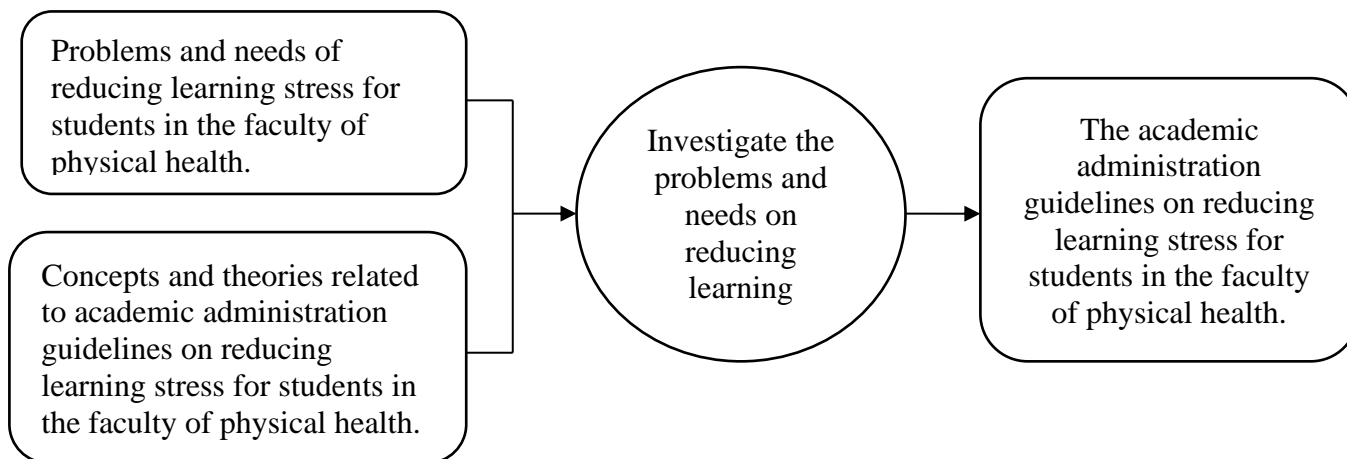 Problems and needs of
reducing learning stress for
students in the faculty of
physical health.
Concepts and theories related
to academic administration
guidelines on reducing
learning stress for students in
the faculty of physical health.
Investigate the
problems and
needs on
reducing
learning
The academic
administration
guidelines on reducing
learning stress for
students in the faculty
of physical health.